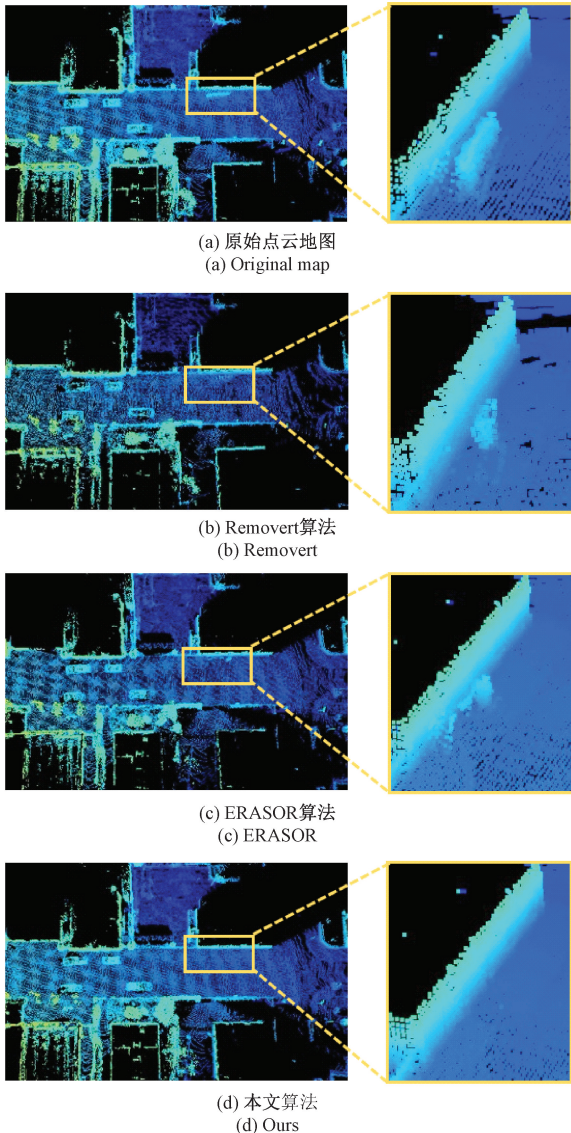 (a) 原始点云地图
(a) Original map
(b) Removert算法
(b) Removert
(c) ERASOR算法
(c) ERASOR
(d) 本文算法
(d) Ours